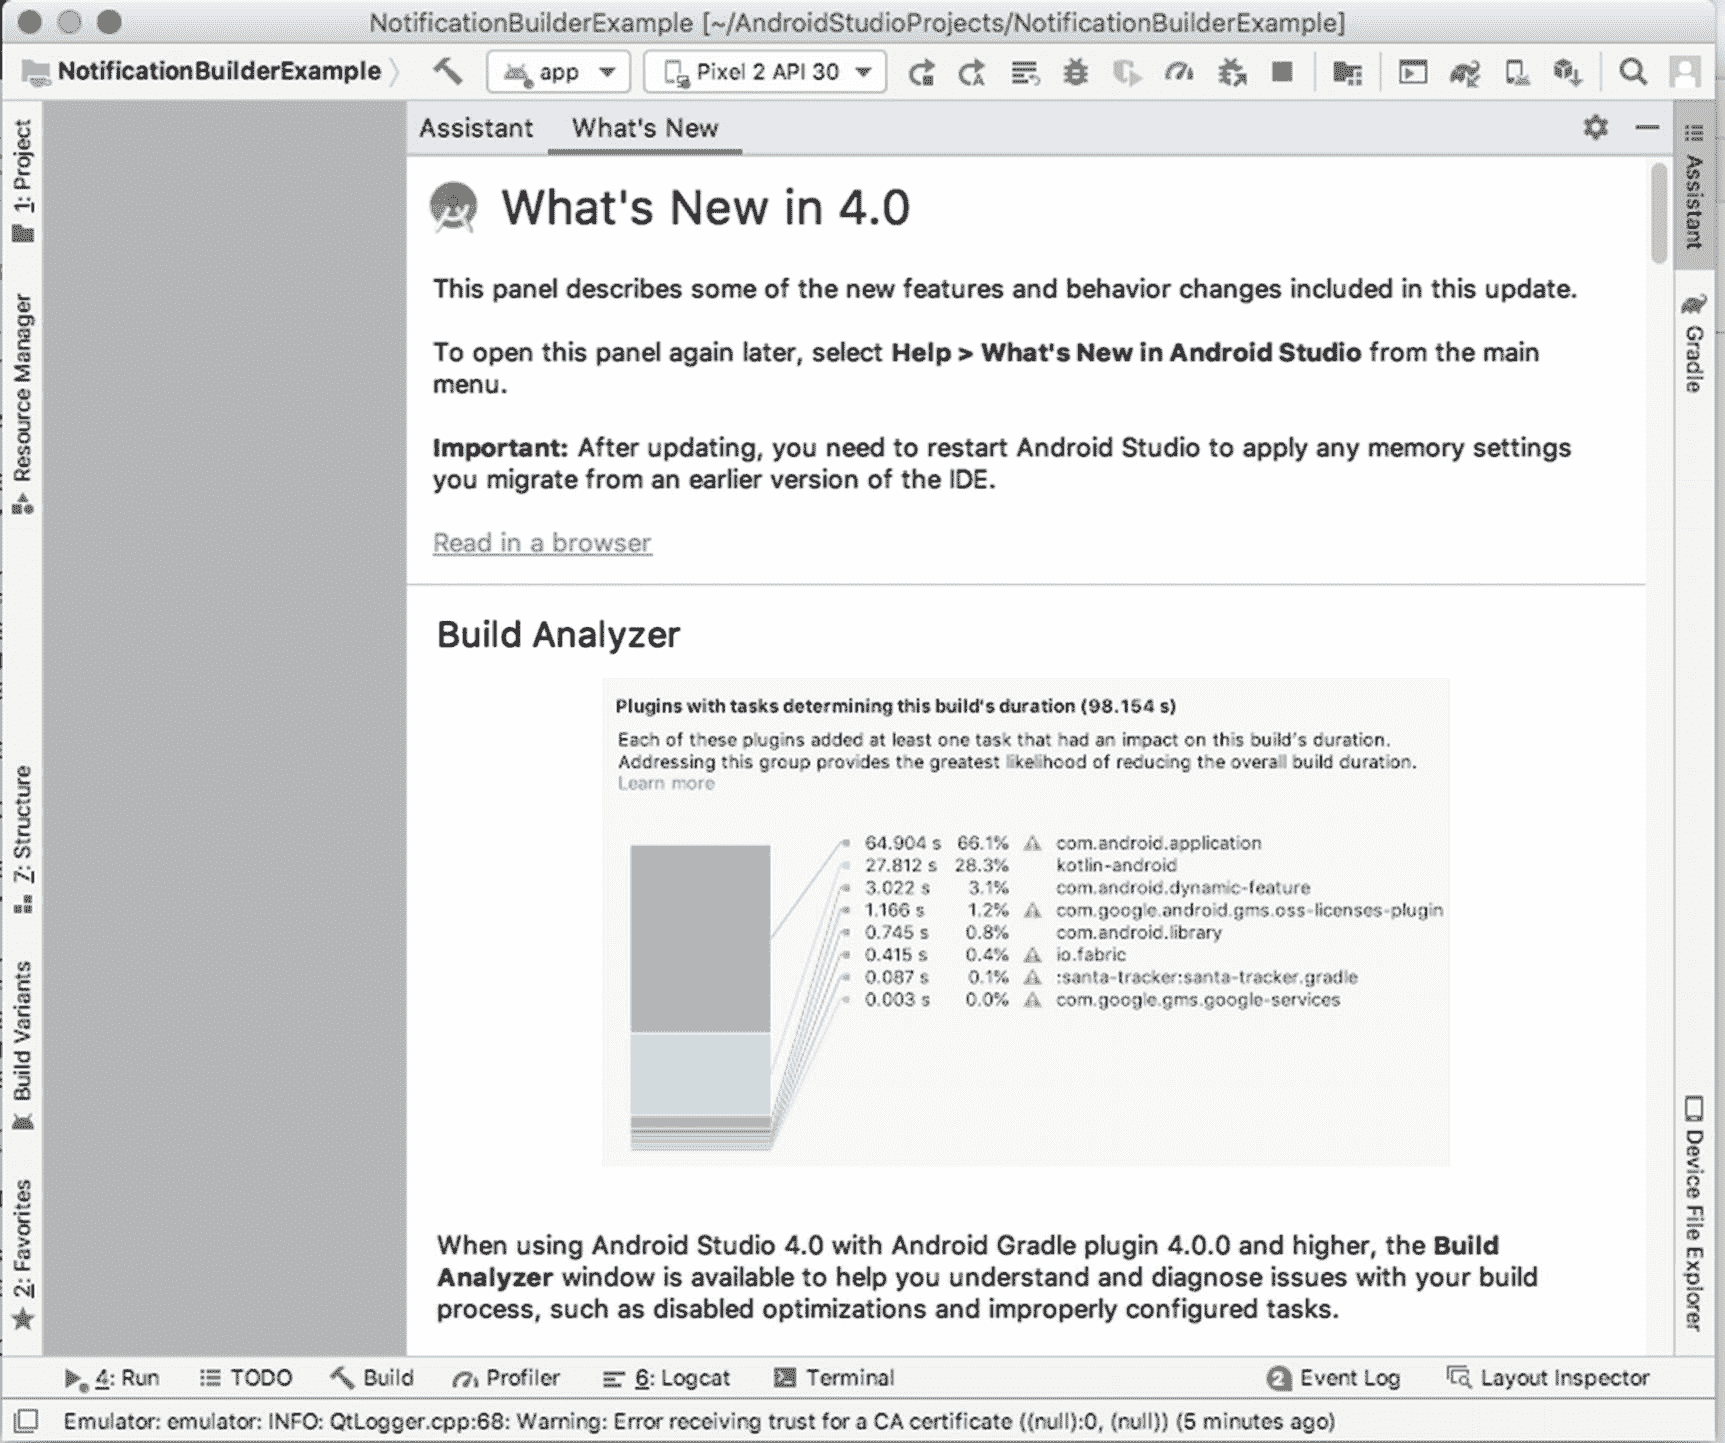 NotificationBuilderExample [~/AndroidStudioProjects/NotificationBuilderExample]
NotificationBuilderExample
app
Pixel 2 API 30
Assistant
What's New
1: Project
Resource Manager
Z: Structure
Build Variants
2: Favorites
What's New in 4.0
This panel describes some of the new features and behavior changes included in this update.
To open this panel again later, select Help > What's New in Android Studio from the main
menu.
Important: After updating, you need to restart Android Studio to apply any memory settings
you migrate from an earlier version of the IDE.
Read in a browser
Build Analyzer
Plugins with tasks determining this build's duration (98.154 s)
Each of these plugins added at least one task that had an impact on this build's duration.
Addressing this group provides the greatest likelihood of reducing the overall build duration.
Learn more
64.904 s 66.1% com.android.application
27.812 s 28.3% kotlin-android
3.022 s 3.1% com.android.dynamic-feature
1.166 s 1.2% com.google.android.gms.oss-licenses-plugin
0.745 s 0.8% com.android.library
0.415 s 0.4% io.fabric
0.087 s 0.1% :santa-tracker:santa-tracker.gradle
0.003 s 0.0% com.google.gms.google-services
When using Android Studio 4.0 with Android Gradle plugin 4.0.0 and higher, the Build
Analyzer window is available to help you understand and diagnose issues with your build
process, such as disabled optimizations and improperly configured tasks.
Assistant
Gradle
Device File Explorer
4: Run
TODO
Build
Profiler
6: Logcat
Terminal
2 Event Log
Layout Inspector
Emulator: emulator: INFO: QtLogger.cpp:68: Warning: Error receiving trust for a CA certificate ((null):0, (null)) (5 minutes ago)